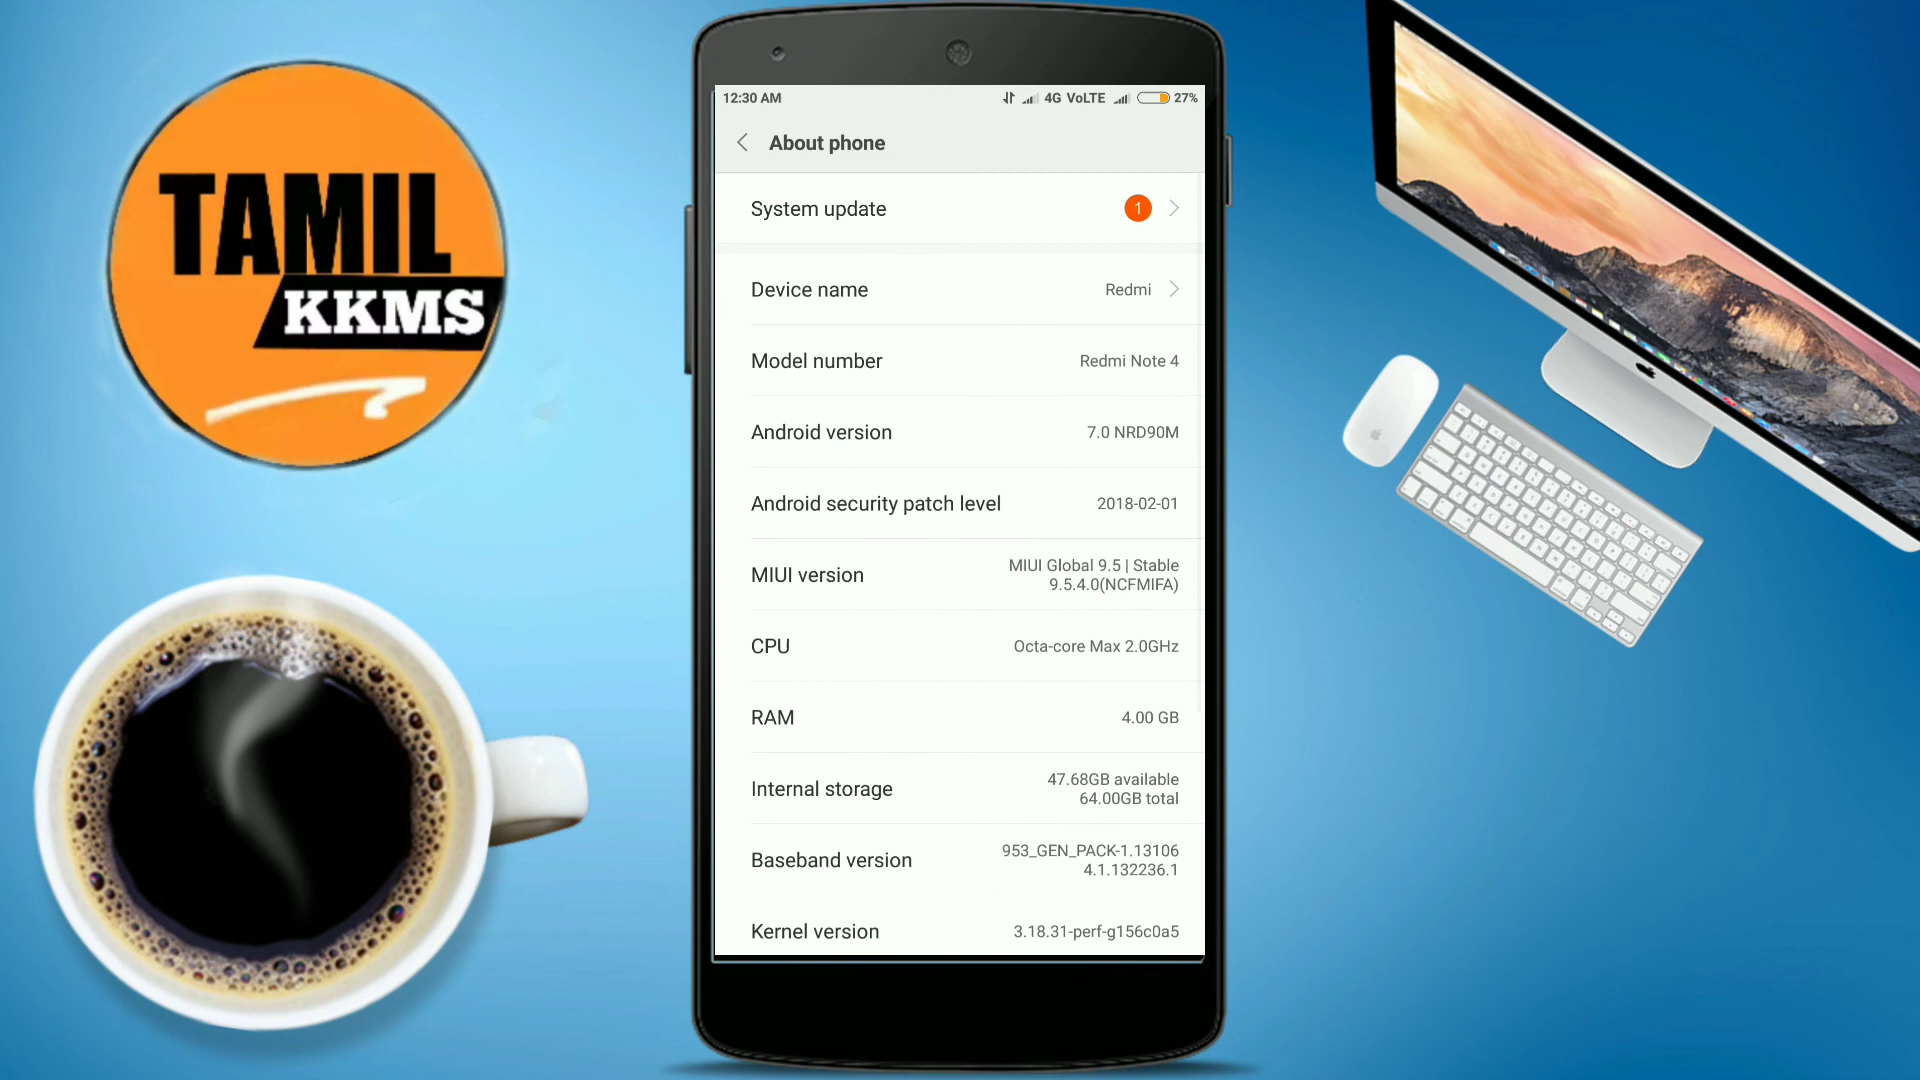 TAMIL
KKMS
12:30 AM
4G VoLTE
27%
About phone
System update
1
Device name
Redmi
Model number
Redmi Note 4
Android version
7.0 NRD90M
Android security patch level
2018-02-01
MIUI version
MIUI Global 9.5 | Stable
9.5.4.0(NCFMIFA)
CPU
Octa-core Max 2.0GHz
RAM
4.00 GB
Internal storage
47.68GB available
64.00GB total
Baseband version
953_GEN_PACK-1.13106
4.1.132236.1
Kernel version
3.18.31-perf-g156c0a5